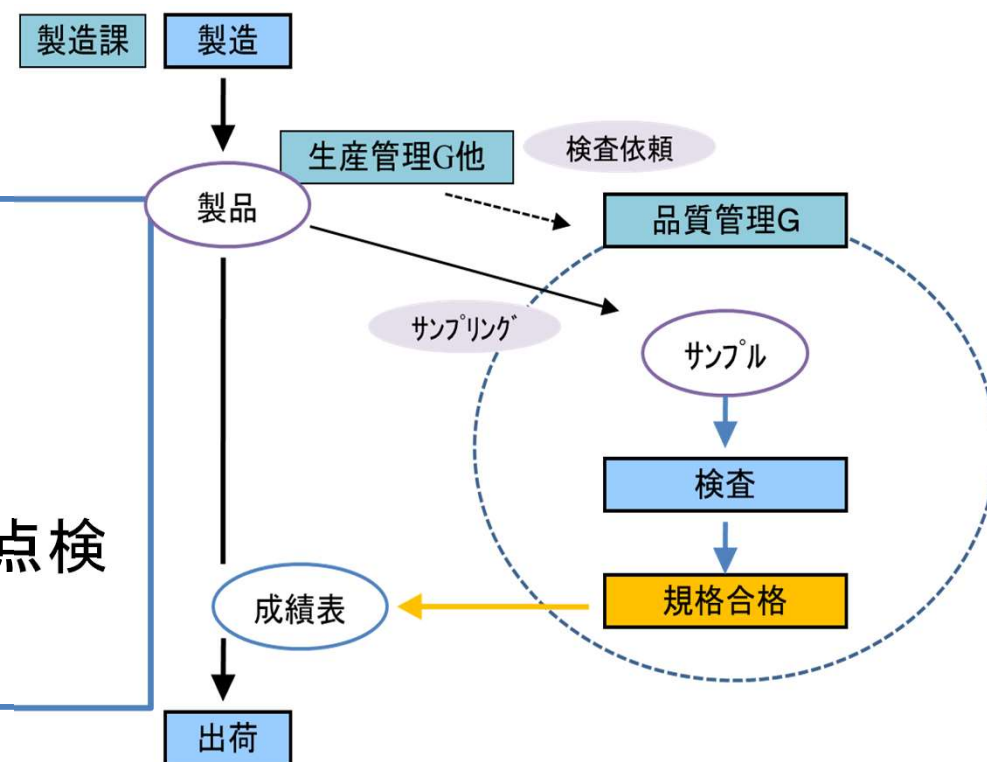 製造課
製造
生産管理G他
検査依頼
製品
品質管理G
ｻﾝﾌﾟﾘﾝｸﾞ
ｻﾝﾌﾟﾙ
検査
点検
成績表
規格合格
出荷